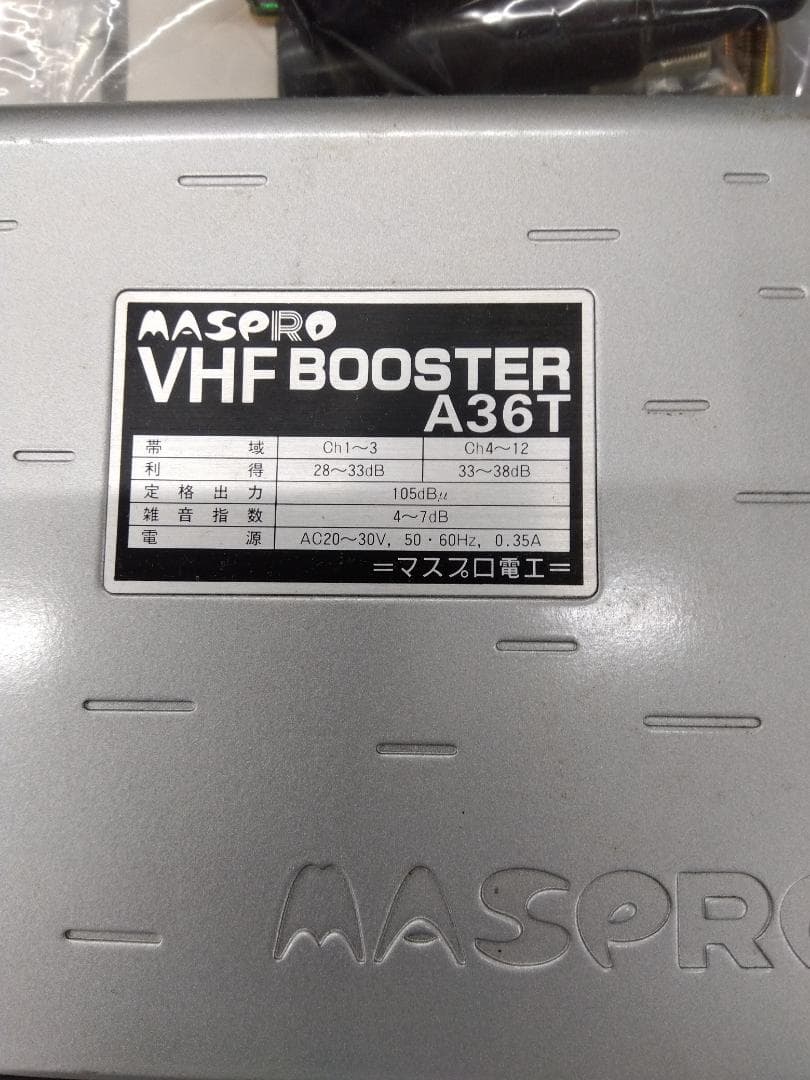 MASPRO
VHF BOOSTER
A36T
帯域 Ch1～3 Ch4～12
利得 28～33dB 33～38dB
定格出力 105dBμ
雑音指数 4～7dB
電源 AC20～30V, 50・60Hz, 0.35A
=マスプロ電工=
MASPRO